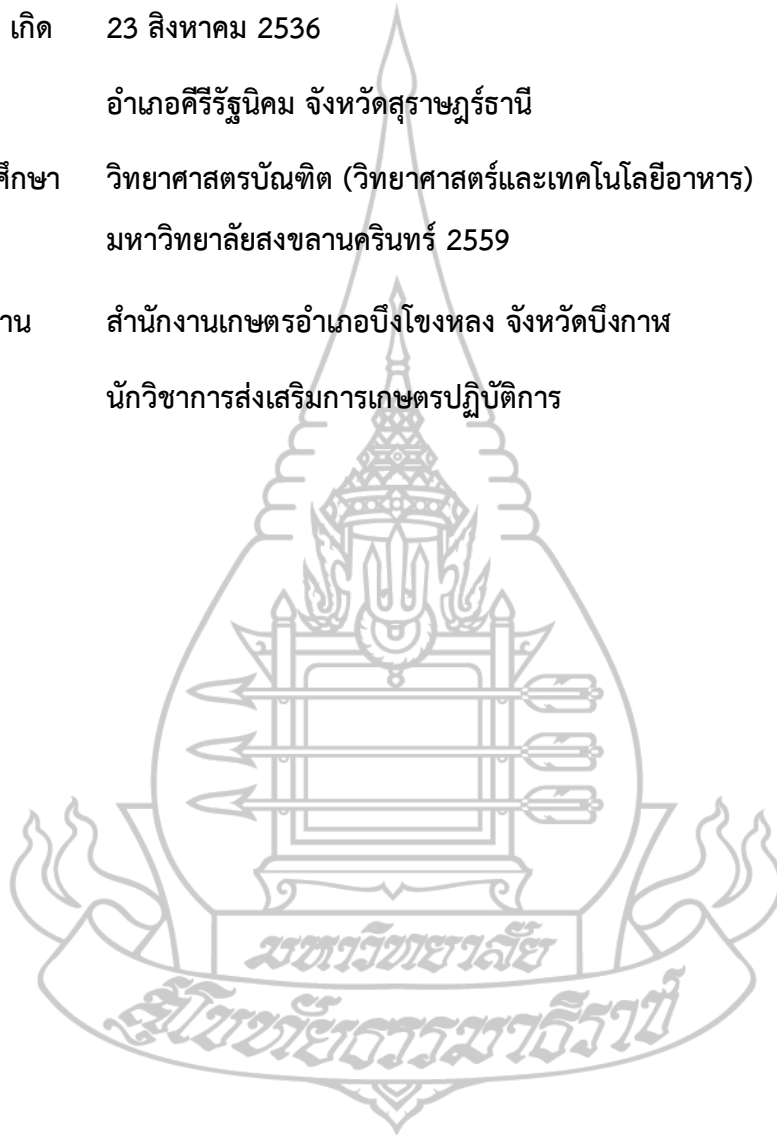 เกิด 23 สิงหาคม 2536
อำเภอคีรีรัฐนิคม จังหวัดสุราษฎร์ธานี
ศึกษา วิทยาศาสตรบัณฑิต (วิทยาศาสตร์และเทคโนโลยีอาหาร)
มหาวิทยาลัยสงขลานครินทร์ 2559
าน สำนักงานเกษตรอำเภอบึงโขงหลง จังหวัดบึงกาฬ
นักวิชาการส่งเสริมการเกษตรปฏิบัติการ
มหาวิทยาลัย
สุโขทัยธรรมาธิราช